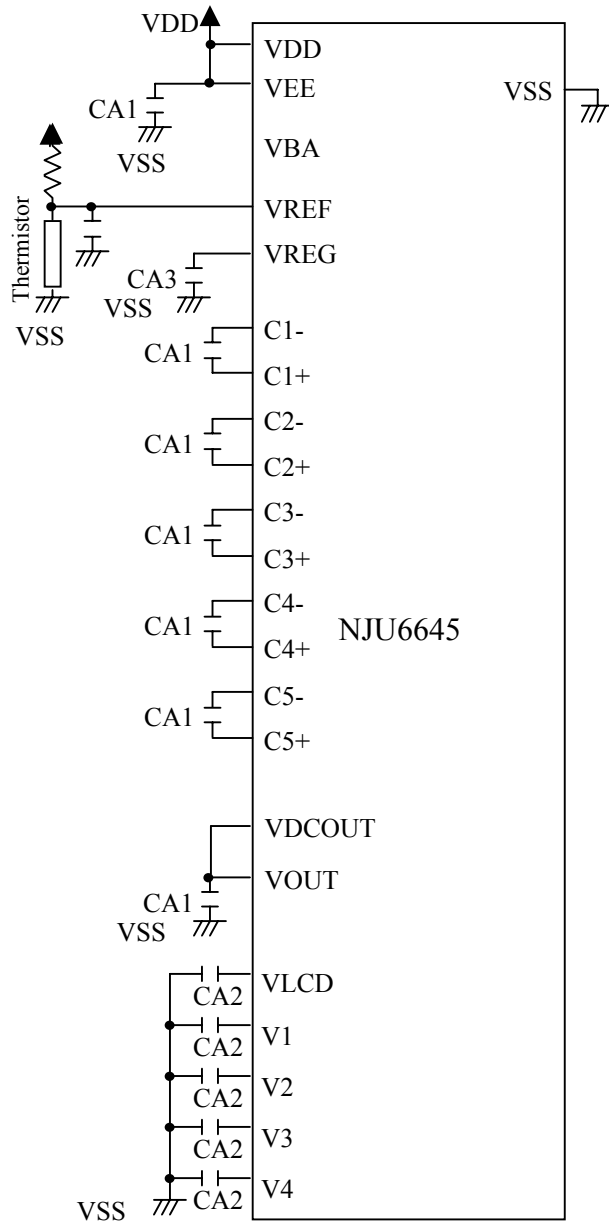 VDD
VDD
VEE
VSS
CA1
VSS
VBA
VREF
Thermistor
VREG
CA3
VSS
VSS
C1-
CA1
C1+
C2-
CA1
C2+
C3-
CA1
C3+
C4-
CA1
NJU6645
C4+
C5-
CA1
C5+
VDCOUT
VOUT
CA1
VSS
VLCD
CA2
V1
CA2
V2
CA2
V3
CA2
V4
CA2
VSS